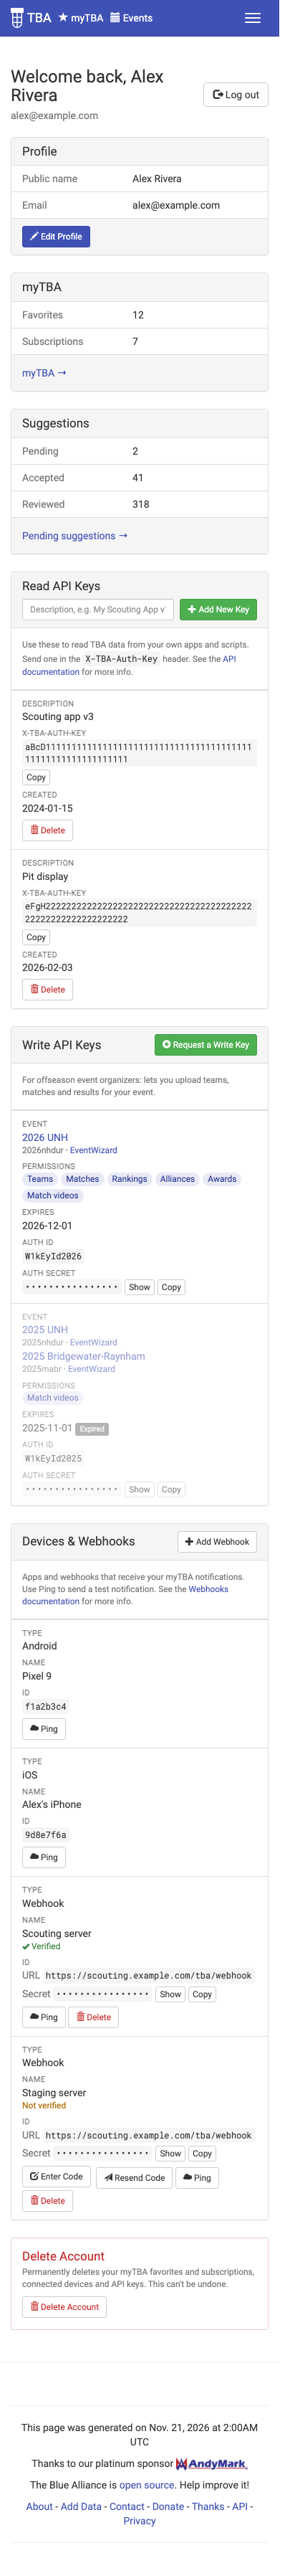 TBA myTBA Events
Welcome back, Alex
Rivera
Log out
alex@example.com
Profile
Public name Alex Rivera
Email alex@example.com
Edit Profile
myTBA
Favorites 12
Subscriptions 7
myTBA →
Suggestions
Pending 2
Accepted 41
Reviewed 318
Pending suggestions →
Read API Keys
Description, e.g. My Scouting App v Add New Key
Use these to read TBA data from your own apps and scripts.
Send one in the X-TBA-Auth-Key header. See the API
documentation for more info.
DESCRIPTION
Scouting app v3
X-TBA-AUTH-KEY
Copy
CREATED
2024-01-15
Delete
DESCRIPTION
Pit display
X-TBA-AUTH-KEY
Copy
CREATED
2026-02-03
Delete
Write API Keys Request a Write Key
For offseason event organizers: lets you upload teams,
matches and results for your event.
EVENT
2026 UNH
2026nhdur · EventWizard
PERMISSIONS
Teams Matches Rankings Alliances Awards
Match videos
EXPIRES
2026-12-01
AUTH ID
W1kEyId2026
AUTH SECRET
•••••••••••••••• Show Copy
EVENT
2025 UNH
2025nhdur · EventWizard
2025 Bridgewater-Raynham
2025mabr · EventWizard
PERMISSIONS
Match videos
EXPIRES
2025-11-01 Expired
AUTH ID
W1kEyId2025
AUTH SECRET
•••••••••••••••• Show Copy
Devices & Webhooks Add Webhook
Apps and webhooks that receive your myTBA notifications.
Use Ping to send a test notification. See the Webhooks
documentation for more info.
TYPE
Android
NAME
Pixel 9
ID
f1a2b3c4
Ping
TYPE
iOS
NAME
Alex's iPhone
ID
9d8e7f6a
Ping
TYPE
Webhook
NAME
Scouting server
Verified
ID
URL https://scouting.example.com/tba/webhook
Secret •••••••••••••••• Show Copy
Ping Delete
TYPE
Webhook
NAME
Staging server
Not verified
ID
URL https://scouting.example.com/tba/webhook
Secret •••••••••••••••• Show Copy
Enter Code Resend Code Ping
Delete
Delete Account
Permanently deletes your myTBA favorites and subscriptions,
connected devices and API keys. This can't be undone.
Delete Account
This page was generated on Nov. 21, 2026 at 2:00AM
UTC
Thanks to our platinum sponsor AndyMark
The Blue Alliance is open source. Help improve it!
About - Add Data - Contact - Donate - Thanks - API -
Privacy